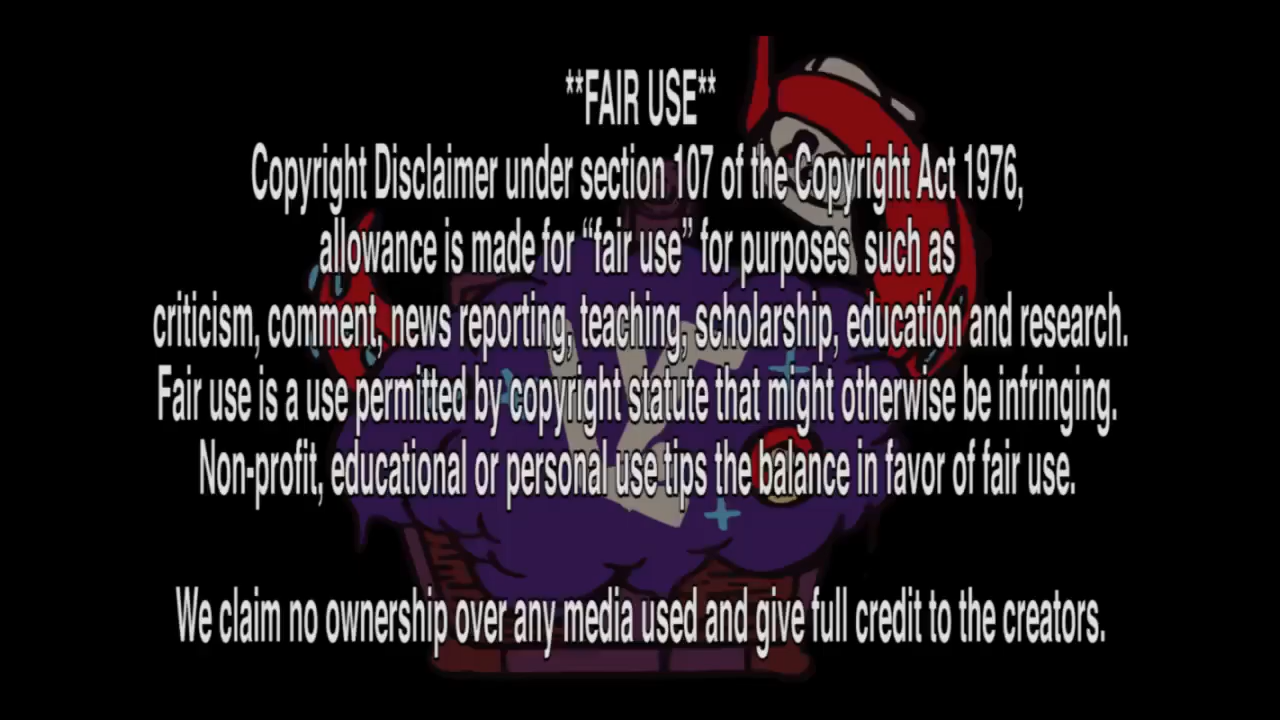 **FAIR USE**
Copyright Disclaimer under section 107 of the Copyright Act 1976,
allowance is made for “fair use” for purposes  such as
criticism, comment, news reporting, teaching, scholarship, education and research.
Fair use is a use permitted by copyright statute that might otherwise be infringing.
Non-profit, educational or personal use tips the balance in favor of fair use.
We claim no ownership over any media used and give full credit to the creators.